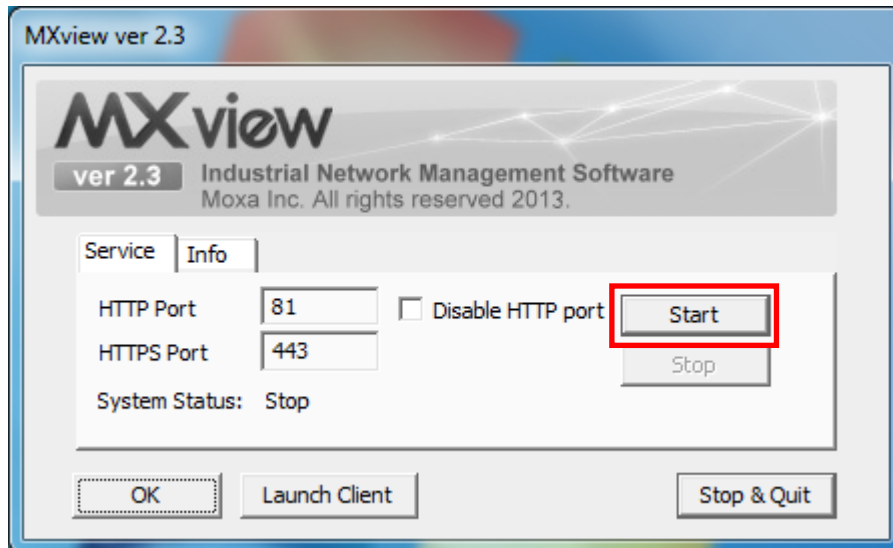 MXview ver 2.3
MXview
ver 2.3 Industrial Network Management Software
Moxa Inc. All rights reserved 2013.
Service Info
HTTP Port 81 Disable HTTP port Start
HTTPS Port 443 Stop
System Status: Stop
OK Launch Client Stop & Quit